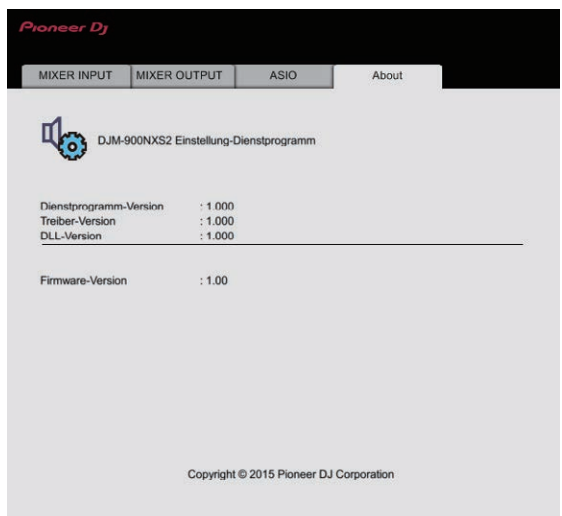 Pioneer Dj
MIXER INPUT MIXER OUTPUT ASIO About
DJM-900NXS2 Einstellung-Dienstprogramm
Dienstprogramm-Version : 1.000
Treiber-Version : 1.000
DLL-Version : 1.000
Firmware-Version : 1.00
Copyright © 2015 Pioneer DJ Corporation